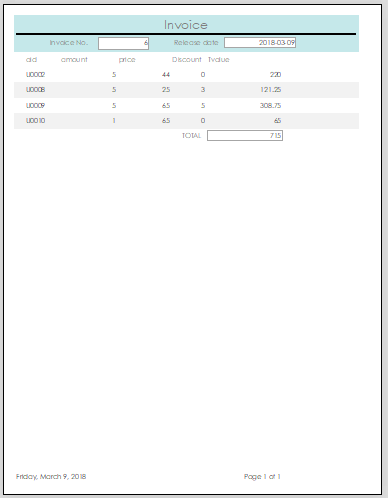 Invoice
Invoice No. 6 Release date 2018-03-09
aid amount price Discount Tvalue
U0002 5 44 0 220
U0008 5 25 3 121.25
U0009 5 65 5 308.75
U0010 1 65 0 65
TOTAL 715
Friday, March 9, 2018 Page 1 of 1